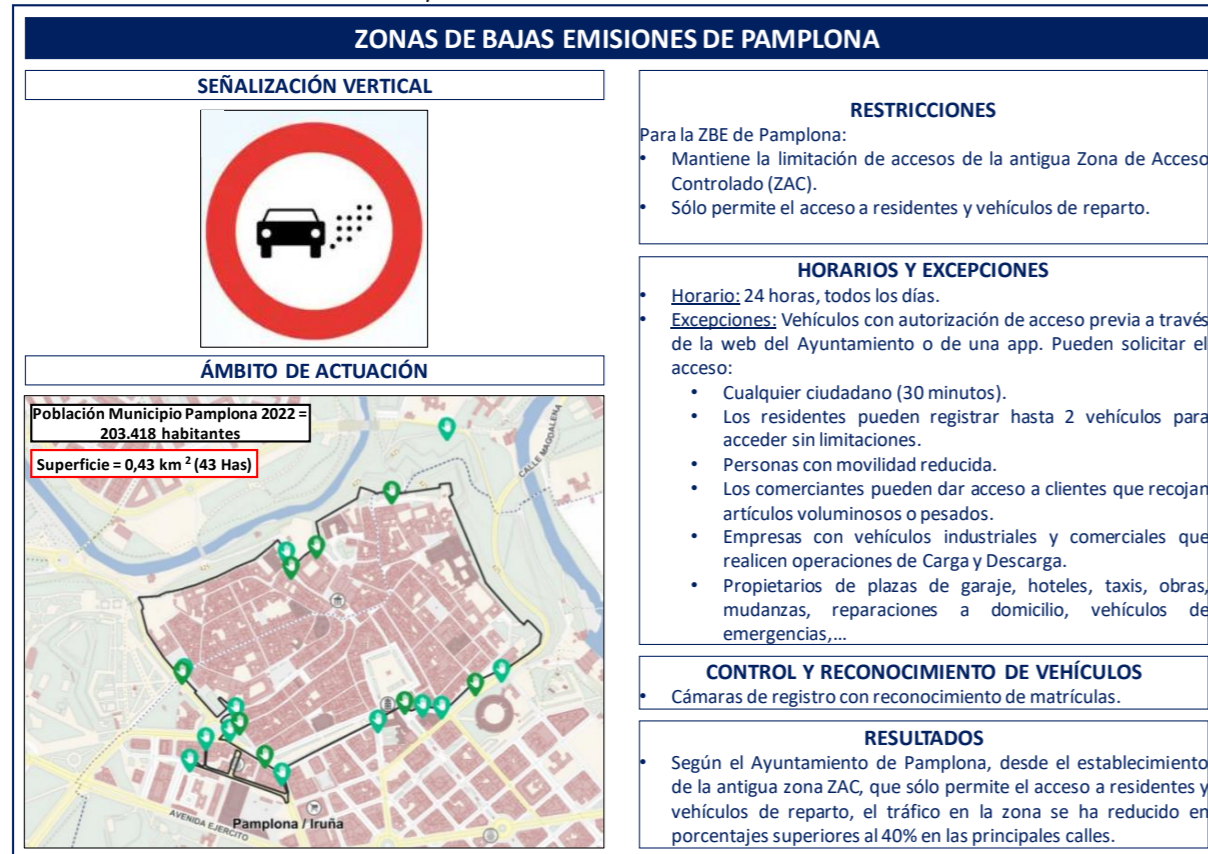 ZONAS DE BAJAS EMISIONES DE PAMPLONA
SEÑALIZACIÓN VERTICAL
ÁMBITO DE ACTUACIÓN
Población Municipio Pamplona 2022 =
203.418 habitantes
Superficie = 0,43 km ² (43 Has)
CALLE MAGDALENA
AVENIDA EJERCITO
Pamplona / Iruña
RESTRICCIONES
Para la ZBE de Pamplona:
• Mantiene la limitación de accesos de la antigua Zona de Acceso
Controlado (ZAC).
• Sólo permite el acceso a residentes y vehículos de reparto.
HORARIOS Y EXCEPCIONES
• Horario: 24 horas, todos los días.
• Excepciones: Vehículos con autorización de acceso previa a través
de la web del Ayuntamiento o de una app. Pueden solicitar el
acceso:
• Cualquier ciudadano (30 minutos).
• Los residentes pueden registrar hasta 2 vehículos para
acceder sin limitaciones.
• Personas con movilidad reducida.
• Los comerciantes pueden dar acceso a clientes que recojan
artículos voluminosos o pesados.
• Empresas con vehículos industriales y comerciales que
realicen operaciones de Carga y Descarga.
• Propietarios de plazas de garaje, hoteles, taxis, obras,
mudanzas, reparaciones a domicilio, vehículos de
emergencias,...
CONTROL Y RECONOCIMIENTO DE VEHÍCULOS
• Cámaras de registro con reconocimiento de matrículas.
RESULTADOS
• Según el Ayuntamiento de Pamplona, desde el establecimiento
de la antigua zona ZAC, que sólo permite el acceso a residentes y
vehículos de reparto, el tráfico en la zona se ha reducido en
porcentajes superiores al 40% en las principales calles.